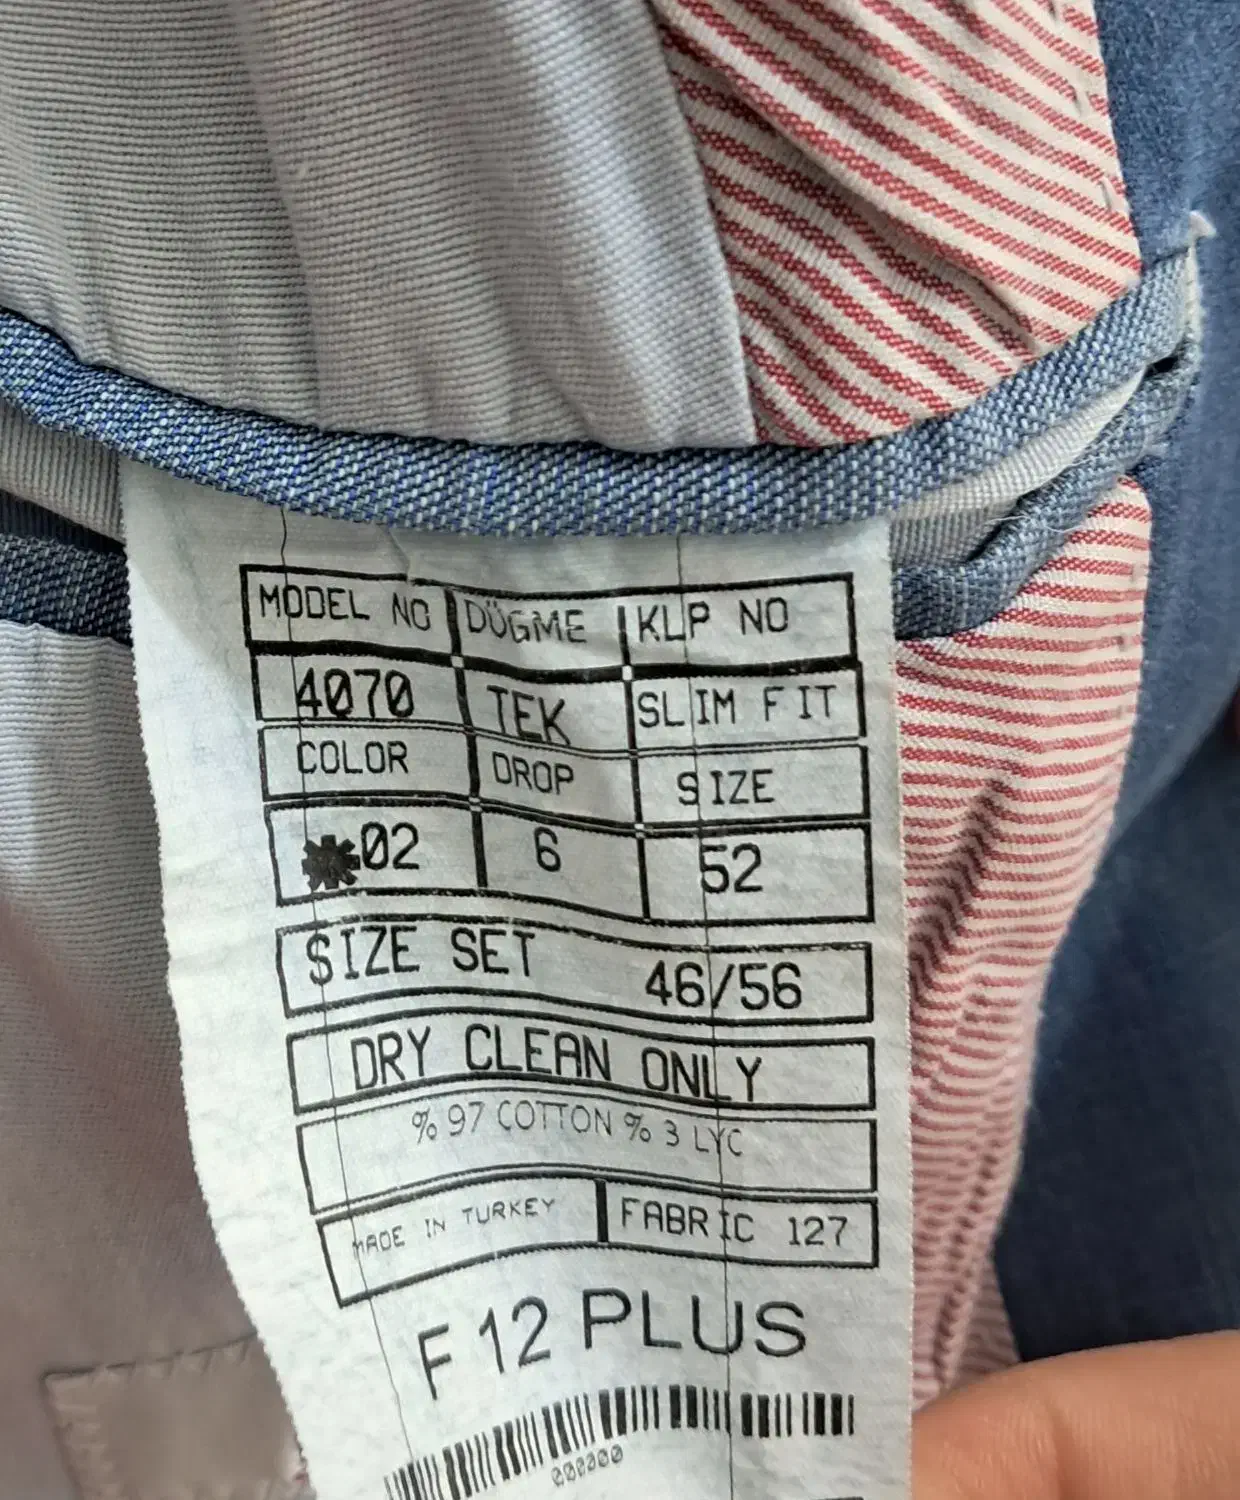 MODEL NO DÜGME KLP NO
4070 TEK SLIM FIT
COLOR DROP SIZE
*02 6 52
SIZE SET 46/56
DRY CLEAN ONLY
% 97 COTTON % 3 LYC
MADE IN TURKEY FABRIC 127
F 12 PLUS
000000